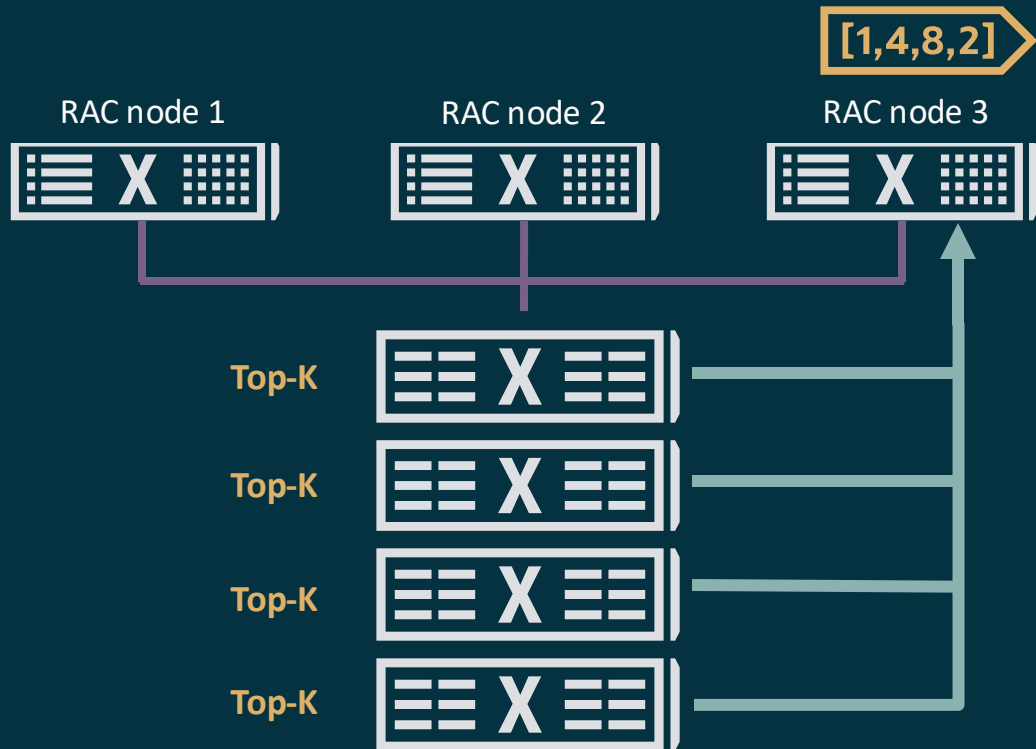 [1,4,8,2]
RAC node 1
RAC node 2
RAC node 3
X
X
X
Top-K
X
Top-K
X
Top-K
X
Top-K
X